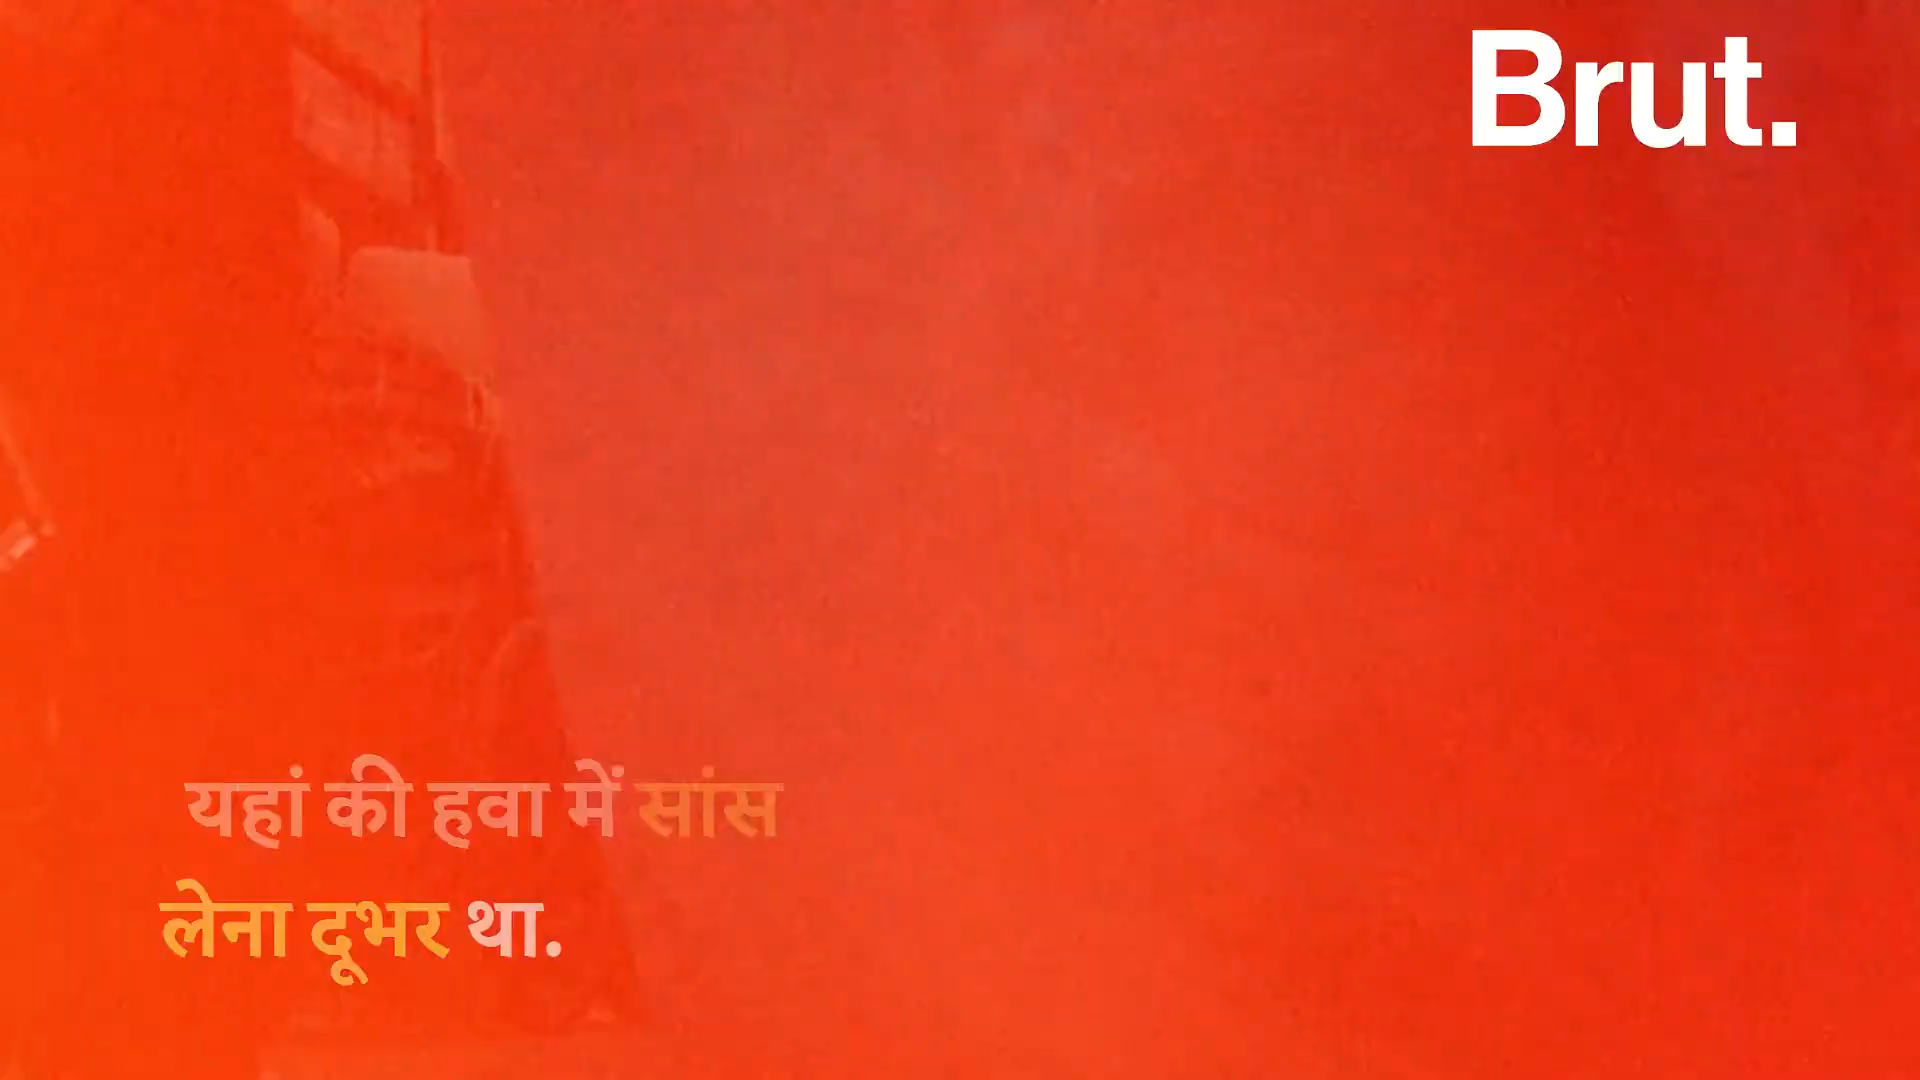 Brut.
यहां की हवा में सांस
लेना दूभर था.